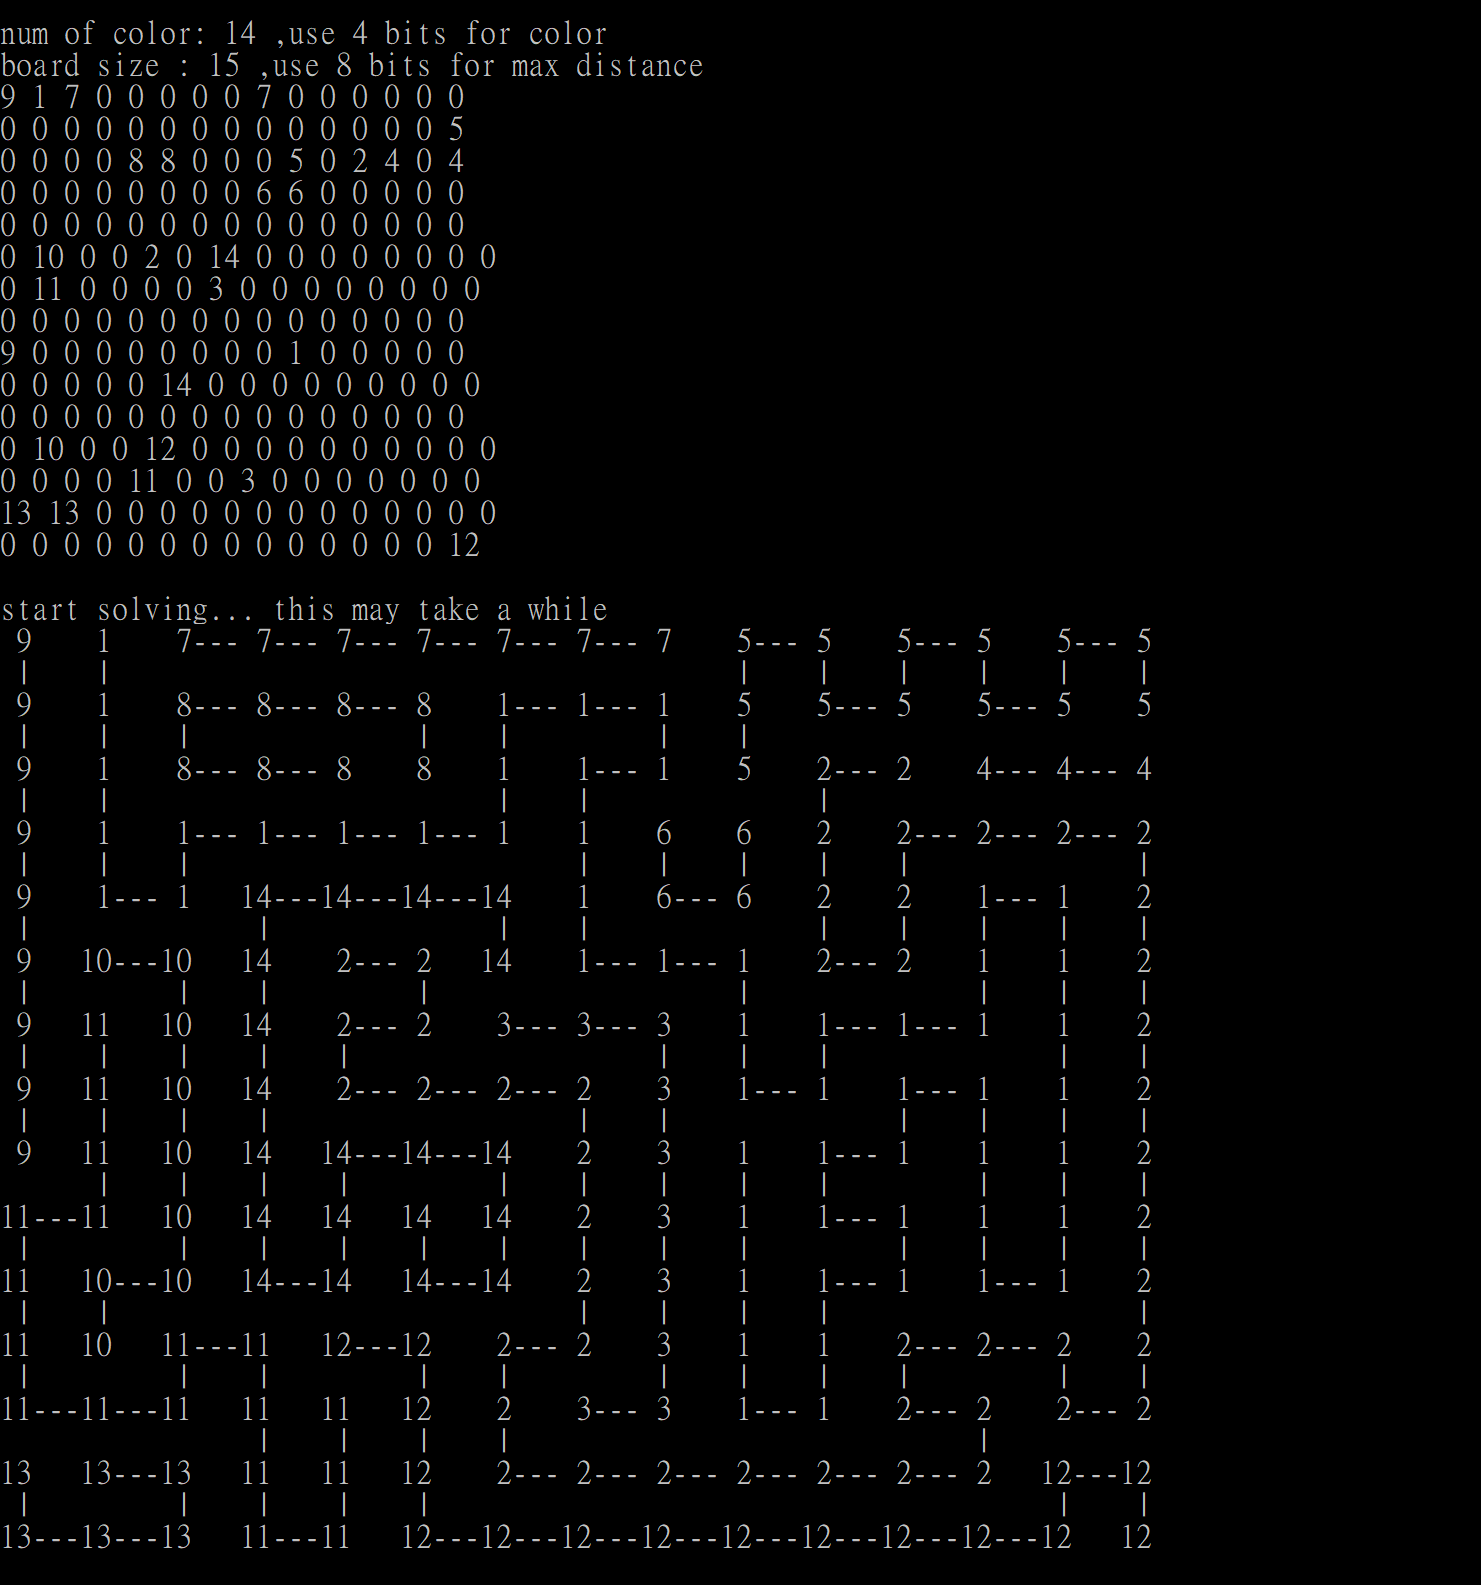 num of color: 14 ,use 4 bits for color
board size : 15 ,use 8 bits for max distance
9 1 7 0 0 0 0 0 7 0 0 0 0 0 0
0 0 0 0 0 0 0 0 0 0 0 0 0 0 5
0 0 0 0 8 8 0 0 0 5 0 2 4 0 4
0 0 0 0 0 0 0 0 6 6 0 0 0 0 0
0 0 0 0 0 0 0 0 0 0 0 0 0 0 0
0 10 0 0 2 0 14 0 0 0 0 0 0 0 0
0 11 0 0 0 0 3 0 0 0 0 0 0 0 0
0 0 0 0 0 0 0 0 0 0 0 0 0 0 0
9 0 0 0 0 0 0 0 0 1 0 0 0 0 0
0 0 0 0 0 14 0 0 0 0 0 0 0 0 0
0 0 0 0 0 0 0 0 0 0 0 0 0 0 0
0 10 0 0 12 0 0 0 0 0 0 0 0 0 0
0 0 0 0 11 0 0 3 0 0 0 0 0 0 0
13 13 0 0 0 0 0 0 0 0 0 0 0 0 0
0 0 0 0 0 0 0 0 0 0 0 0 0 0 12
start solving... this may take a while
 9    1    7--- 7--- 7--- 7--- 7--- 7--- 7    5--- 5    5--- 5    5--- 5
 |    |                                       |    |    |    |    |    |
 9    1    8--- 8--- 8--- 8    1--- 1--- 1    5    5--- 5    5--- 5    5
 |    |    |              |    |         |    |
 9    1    8--- 8--- 8    8    1    1--- 1    5    2--- 2    4--- 4--- 4
 |    |                        |    |              |
 9    1    1--- 1--- 1--- 1--- 1    1    6    6    2    2--- 2--- 2--- 2
 |    |    |                        |    |    |    |    |              |
 9    1--- 1   14---14---14---14    1    6--- 6    2    2    1--- 1    2
 |              |              |    |              |    |    |    |    |
 9   10---10   14    2--- 2   14    1--- 1--- 1    2--- 2    1    1    2
 |         |    |         |                   |              |    |    |
 9   11   10   14    2--- 2    3--- 3--- 3    1    1--- 1--- 1    1    2
 |    |    |    |    |                   |    |    |              |    |
 9   11   10   14    2--- 2--- 2--- 2    3    1--- 1    1--- 1    1    2
 |    |    |    |                   |    |              |    |    |    |
 9   11   10   14   14---14---14    2    3    1    1--- 1    1    1    2
      |    |    |    |         |    |    |    |    |         |    |    |
11---11   10   14   14   14   14    2    3    1    1--- 1    1    1    2
 |         |    |    |    |    |    |    |    |         |    |    |    |
11   10---10   14---14   14---14    2    3    1    1--- 1    1--- 1    2
 |    |                             |    |    |    |                   |
11   10   11---11   12---12    2--- 2    3    1    1    2--- 2--- 2    2
 |         |    |         |    |         |    |    |    |         |    |
11---11---11   11   11   12    2    3--- 3    1--- 1    2--- 2    2--- 2
                |    |    |    |                             |
13   13---13   11   11   12    2--- 2--- 2--- 2--- 2--- 2--- 2   12---12
 |         |    |    |    |                                       |    |
13---13---13   11---11   12---12---12---12---12---12---12---12---12   12